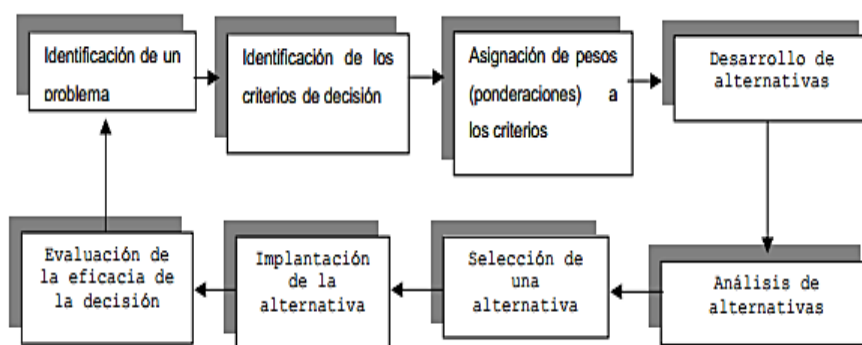 Identificación de un
problema
Identificación de los
criterios de decisión
Asignación de pesos
(ponderaciones) a
los criterios
Desarrollo de
alternativas
Análisis de
alternativas
Selección de
una
alternativa
Implantación
de la
alternativa
Evaluación de
la eficacia de
la decisión